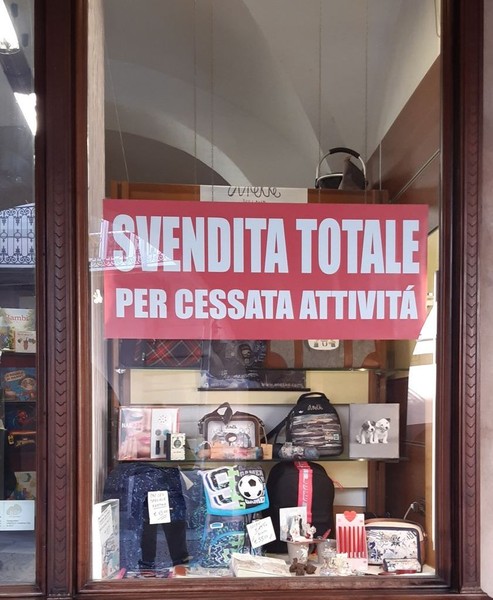 SVENDITA TOTALE
PER CESSATA ATTIVITÁ